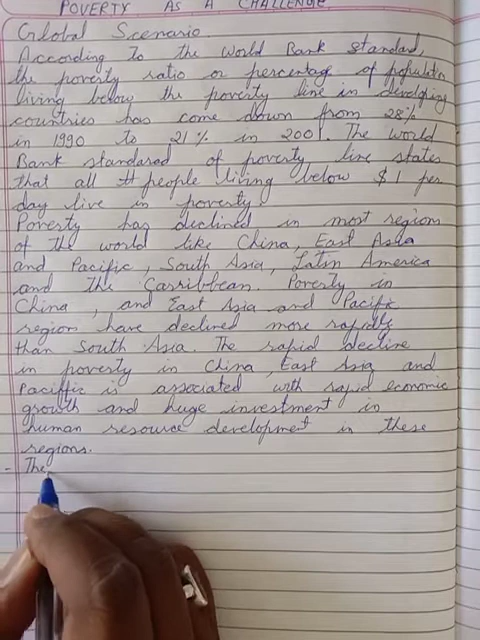 POVERTY AS A CHALLENGE
Global Scenario
According to the World Bank standard,
the poverty ratio or percentage of population
living below the poverty line in developing
countries has come down from 28%
in 1990 to 21% in 2001. The world
Bank standared of poverty line states
that all people living below $1 per
day live in poverty
Poverty has declined in most regions
of the world like China, East Asia
and Pacific, South Asia, Latin America
and the Carribbean. Poverty in
China, and East Asia and Pacific
region have declined more rapidly
than South Asia. The rapid decline
in poverty in China, East Asia and
Paciffic is associated with rapid economic
growth and huge investment in
human resource development in these
regions.
- The